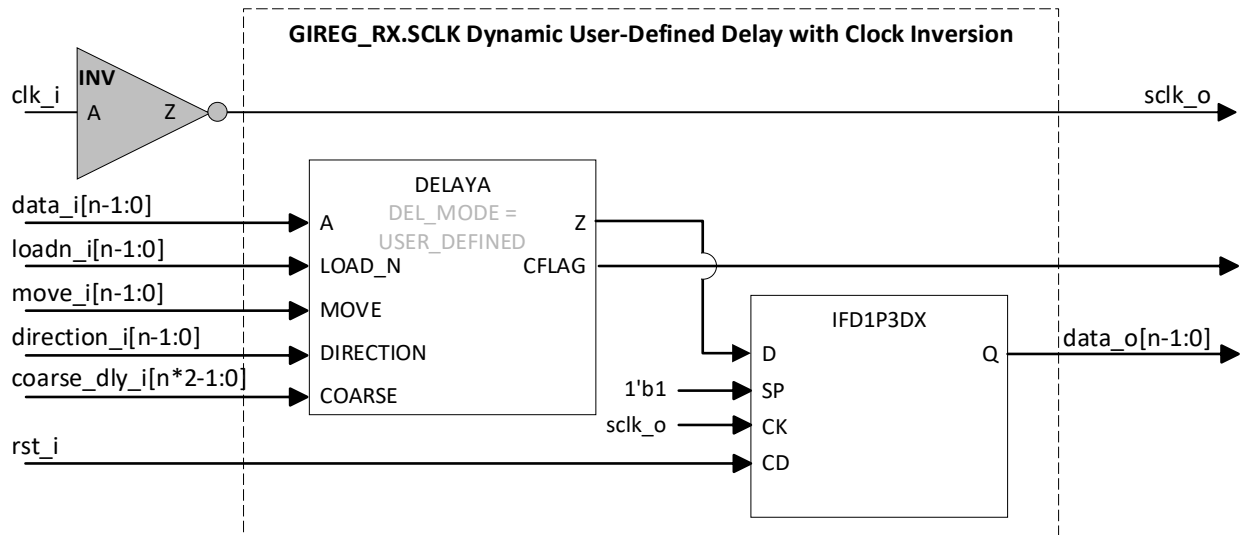 GIREG_RX.SCLK Dynamic User-Defined Delay with Clock Inversion
INV
clk_i
A
Z
sclk_o
DELAYA
DEL_MODE =
USER_DEFINED
data_i[n-1:0]
A
Z
loadn_i[n-1:0]
LOAD_N
CFLAG
move_i[n-1:0]
MOVE
direction_i[n-1:0]
DIRECTION
coarse_dly_i[n*2-1:0]
COARSE
IFD1P3DX
D
Q
data_o[n-1:0]
1'b1
SP
sclk_o
CK
rst_i
CD